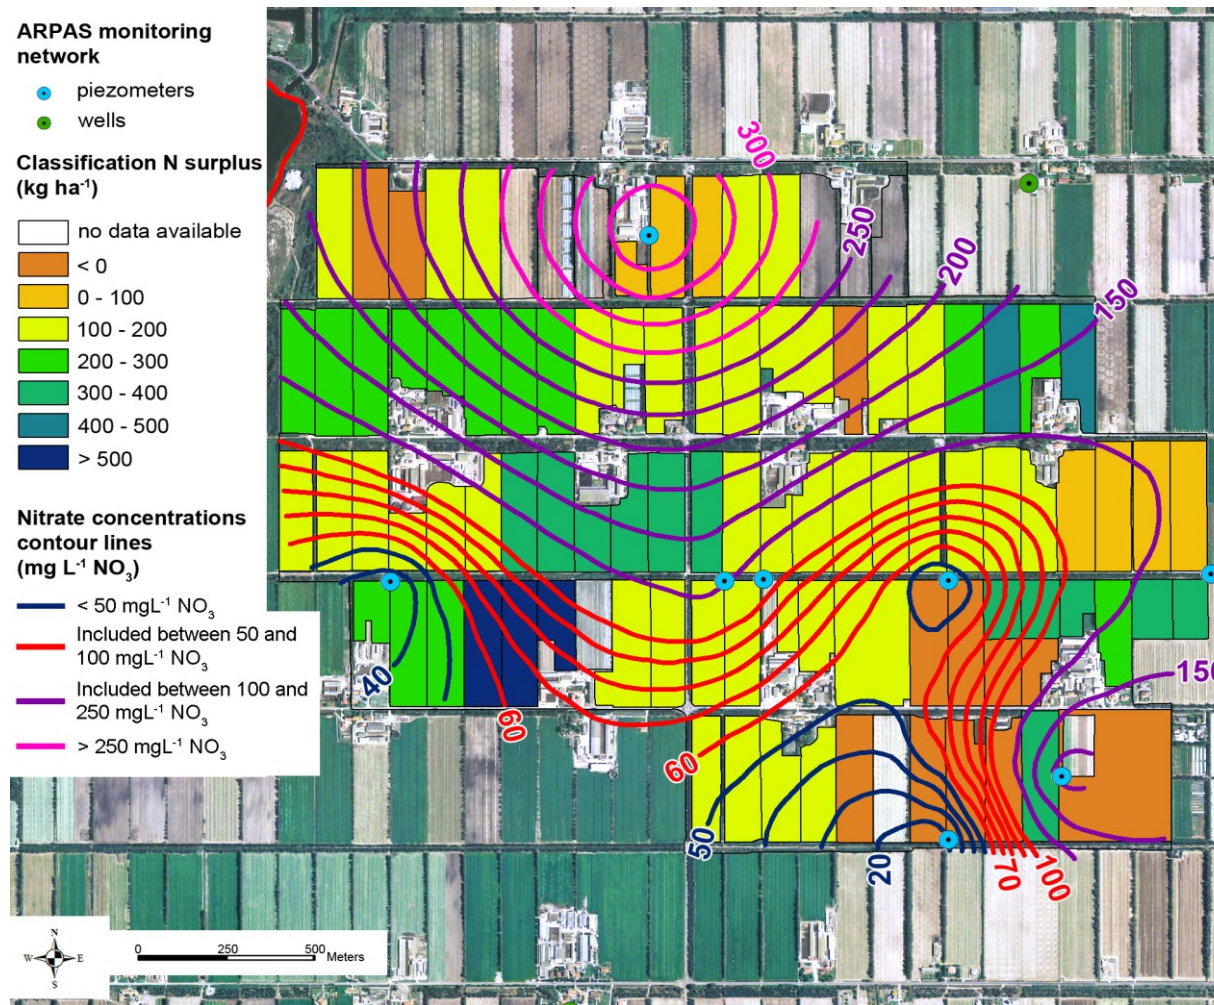 ARPAS monitoring
network
piezometers
wells
Classification N surplus
(kg ha⁻¹)
no data available
< 0
0 - 100
100 - 200
200 - 300
300 - 400
400 - 500
> 500
Nitrate concentrations
contour lines
(mg L⁻¹ NO₃)
< 50 mgL⁻¹ NO₃
Included between 50 and
100 mgL⁻¹ NO₃
Included between 100 and
250 mgL⁻¹ NO₃
> 250 mgL⁻¹ NO₃
300
250
200
150
40
60
60
150
50
20
70
100
N
W E
S
0 250 500
Meters